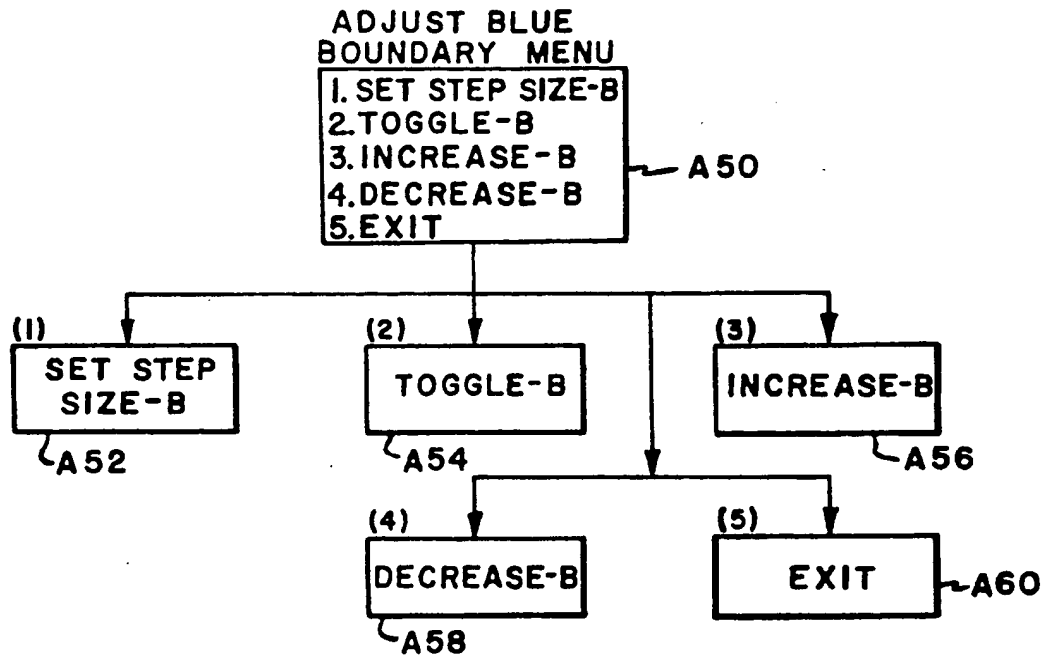 ADJUST BLUE
BOUNDARY MENU
1. SET STEP SIZE-B
2. TOGGLE-B
3. INCREASE-B
4. DECREASE-B
5. EXIT
A50
(1)
SET STEP
SIZE-B
A52
(2)
TOGGLE-B
A54
(3)
INCREASE-B
A56
(4)
DECREASE-B
A58
(5)
EXIT
A60